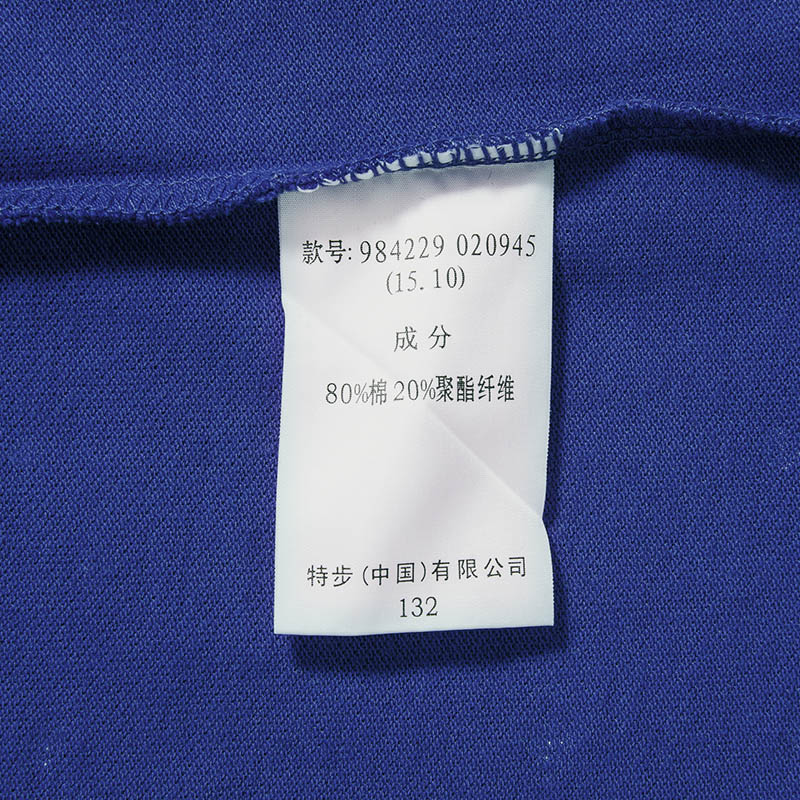 款号: 984229 020945
(15.10)
成分
80%棉 20%聚酯纤维
特步(中国)有限公司
132